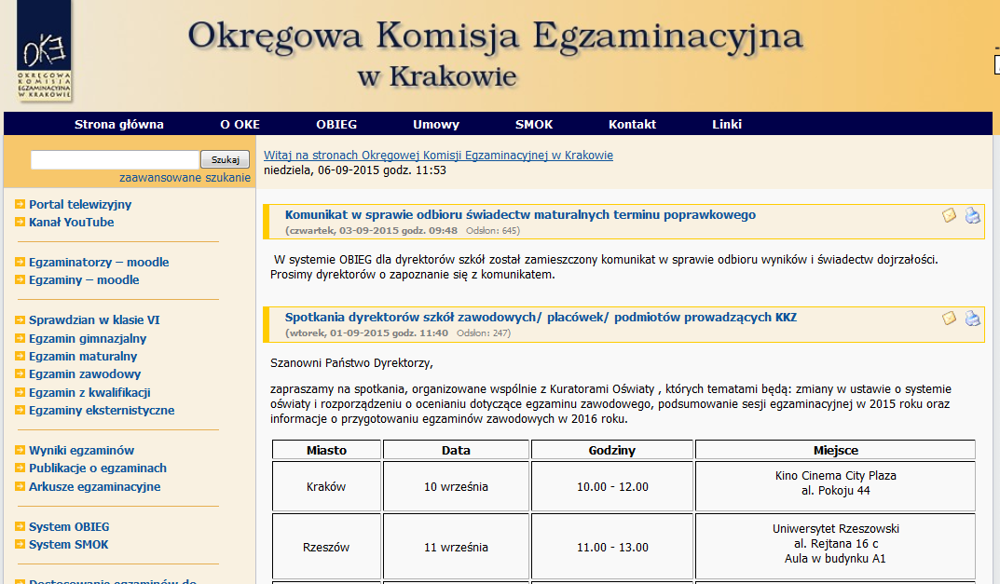 OKE
OKRĘGOWA
KOMISJA
EGZAMINACYJNA
W KRAKOWIE
Okręgowa Komisja Egzaminacyjna
w Krakowie
Strona główna O OKE OBIEG Umowy SMOK Kontakt Linki
Szukaj
zaawansowane szukanie
Portal telewizyjny
Kanał YouTube
Egzaminatorzy – moodle
Egzaminy – moodle
Sprawdzian w klasie VI
Egzamin gimnazjalny
Egzamin maturalny
Egzamin zawodowy
Egzamin z kwalifikacji
Egzaminy eksternistyczne
Wyniki egzaminów
Publikacje o egzaminach
Arkusze egzaminacyjne
System OBIEG
System SMOK
Dostosowanie egzaminów do
Witaj na stronach Okręgowej Komisji Egzaminacyjnej w Krakowie
niedziela, 06-09-2015 godz. 11:53
Komunikat w sprawie odbioru świadectw maturalnych terminu poprawkowego
(czwartek, 03-09-2015 godz. 09:48 Odsłon: 645)
W systemie OBIEG dla dyrektorów szkół został zamieszczony komunikat w sprawie odbioru wyników i świadectw dojrzałości.
Prosimy dyrektorów o zapoznanie się z komunikatem.
Spotkania dyrektorów szkół zawodowych/ placówek/ podmiotów prowadzących KKZ
(wtorek, 01-09-2015 godz. 11:40 Odsłon: 247)
Szanowni Państwo Dyrektorzy,
zapraszamy na spotkania, organizowane wspólnie z Kuratorami Oświaty , których tematami będą: zmiany w ustawie o systemie
oświaty i rozporządzeniu o ocenianiu dotyczące egzaminu zawodowego, podsumowanie sesji egzaminacyjnej w 2015 roku oraz
informacje o przygotowaniu egzaminów zawodowych w 2016 roku.
Miasto Data Godziny Miejsce
Kraków 10 września 10.00 - 12.00 Kino Cinema City Plaza
al. Pokoju 44
Rzeszów 11 września 11.00 - 13.00 Uniwersytet Rzeszowski
al. Rejtana 16 c
Aula w budynku A1